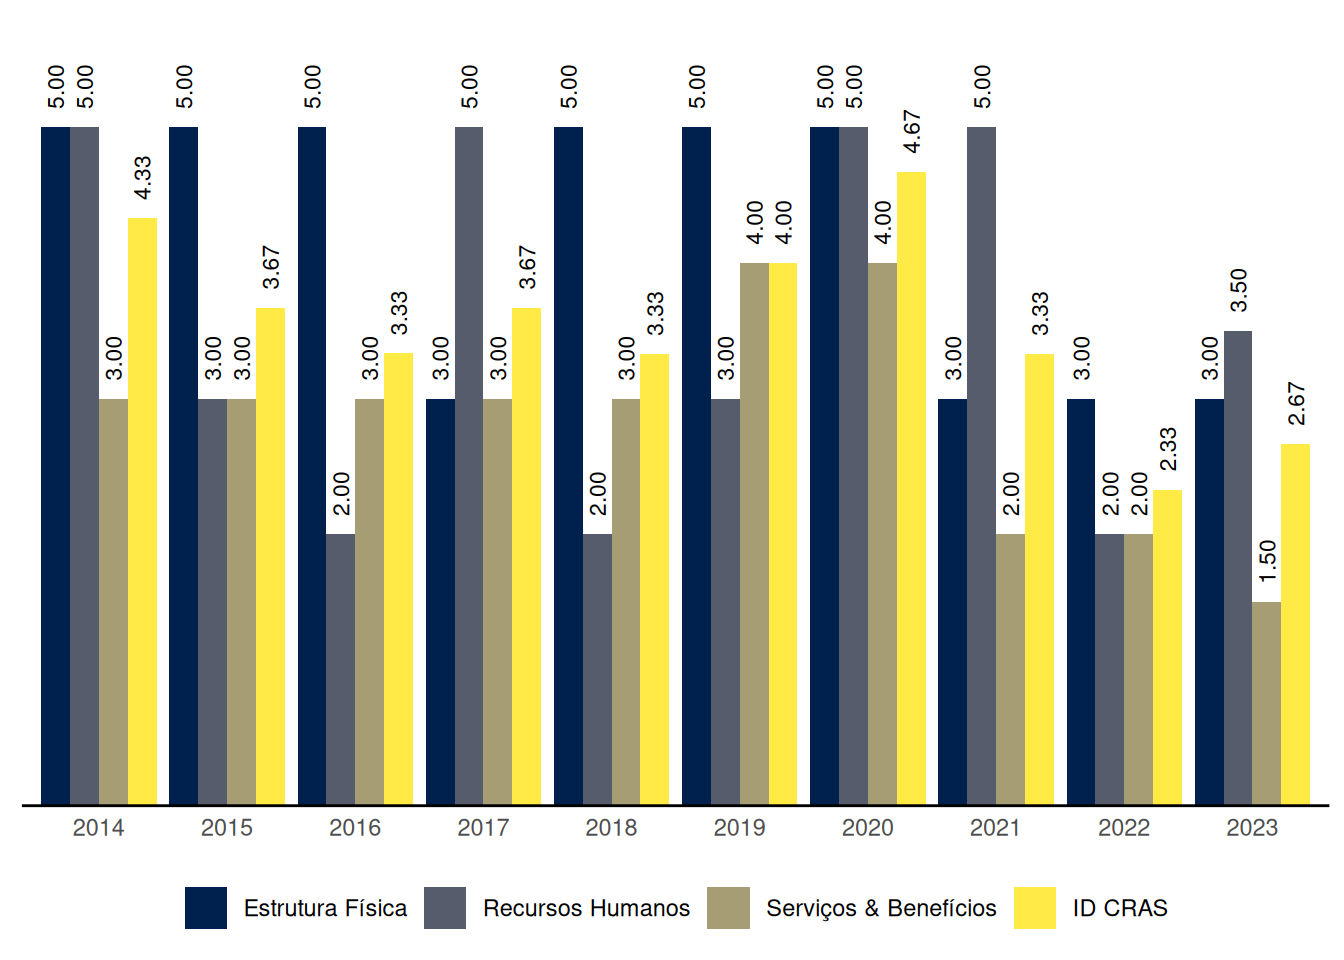 5.00 5.00 3.00 4.33
5.00 3.00 3.00 3.67
5.00 2.00 3.00 3.33
3.00 5.00 3.00 3.67
5.00 2.00 3.00 3.33
5.00 3.00 4.00 4.00
5.00 5.00 4.00 4.67
3.00 5.00 2.00 3.33
3.00 2.00 2.00 2.33
3.00 3.50 1.50 2.67
2014 2015 2016 2017 2018 2019 2020 2021 2022 2023
Estrutura Física Recursos Humanos Serviços & Benefícios ID CRAS